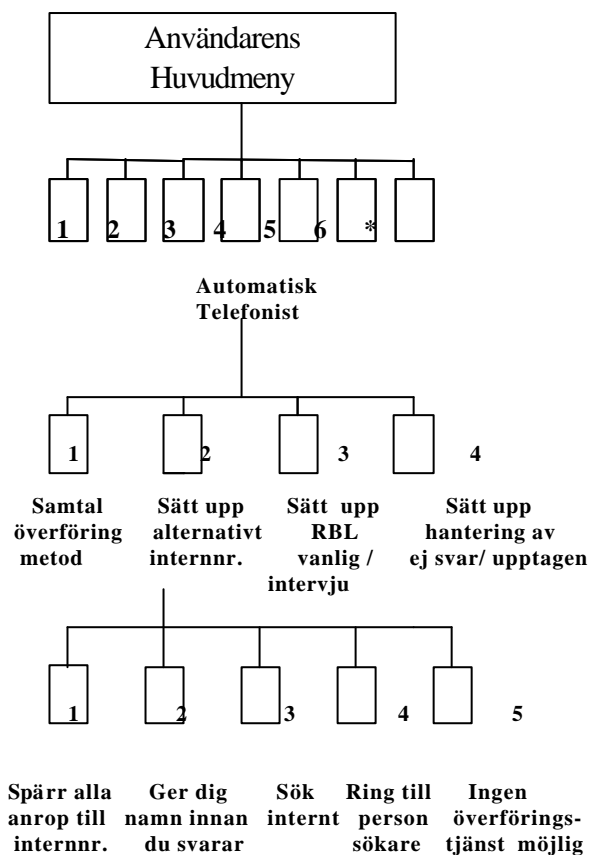 Användarens
Huvudmeny
1 2 3 4 5 6 *
Automatisk
Telefonist
1 2 3 4
Samtal
överföring
metod
Sätt upp
alternativt
internnr.
Sätt upp
RBL
vanlig /
intervju
Sätt upp
hantering av
ej svar/ upptagen
1 2 3 4 5
Spärr alla
anrop till
internnr.
Ger dig
namn innan
du svarar
Sök
internt
Ring till
person
sökare
Ingen
överförings-
tjänst möjlig